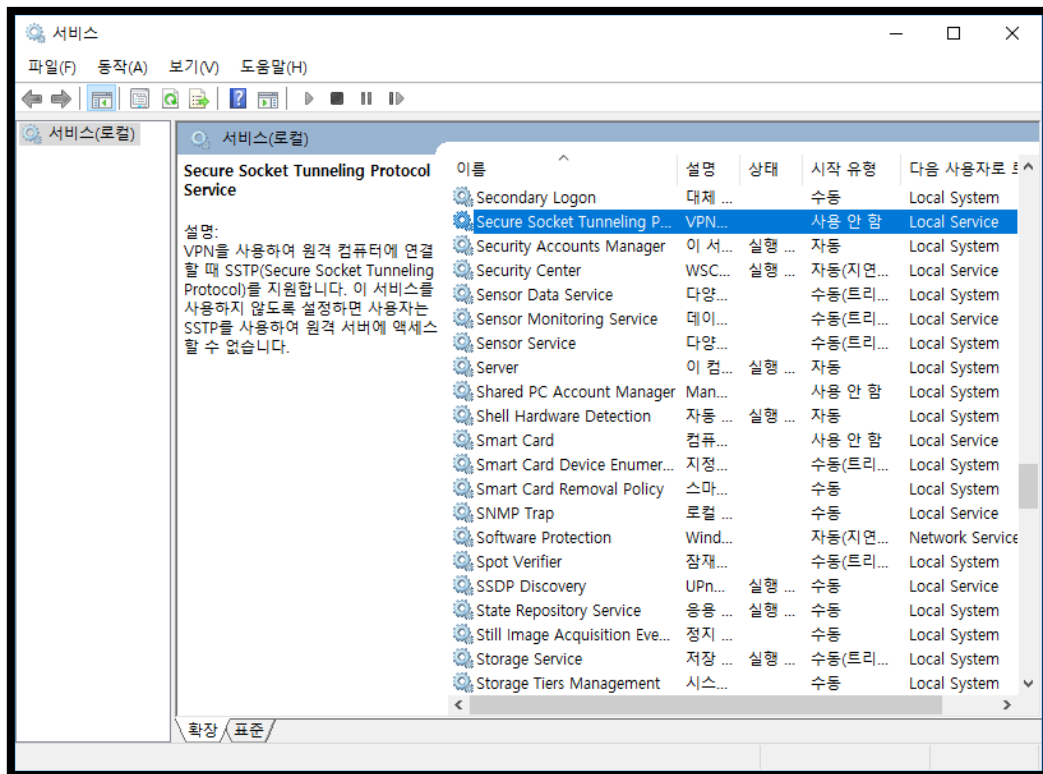 서비스
파일(F) 동작(A) 보기(V) 도움말(H)
서비스(로컬)
서비스(로컬)
Secure Socket Tunneling Protocol
Service
설명:
VPN을 사용하여 원격 컴퓨터에 연결
할 때 SSTP(Secure Socket Tunneling
Protocol)를 지원합니다. 이 서비스를
사용하지 않도록 설정하면 사용자는
SSTP를 사용하여 원격 서버에 액세스
할 수 없습니다.
이름 설명 상태 시작 유형 다음 사용자로
Secondary Logon 대체 ... 수동 Local System
Secure Socket Tunneling P... VPN... 사용 안 함 Local Service
Security Accounts Manager 이 서... 실행 ... 자동 Local System
Security Center WSC... 실행 ... 자동(지연... Local Service
Sensor Data Service 다양... 수동(트리... Local System
Sensor Monitoring Service 데이... 수동(트리... Local Service
Sensor Service 다양... 수동(트리... Local System
Server 이 컴... 실행 ... 자동 Local System
Shared PC Account Manager Man... 사용 안 함 Local System
Shell Hardware Detection 자동 ... 실행 ... 자동 Local System
Smart Card 컴퓨... 사용 안 함 Local Service
Smart Card Device Enumer... 지정... 수동(트리... Local System
Smart Card Removal Policy 스마... 수동 Local System
SNMP Trap 로컬 ... 수동 Local Service
Software Protection Wind... 자동(지연... Network Service
Spot Verifier 잠재... 수동(트리... Local System
SSDP Discovery UPn... 실행 ... 수동 Local Service
State Repository Service 응용 ... 실행 ... 수동 Local System
Still Image Acquisition Eve... 정지 ... 수동 Local System
Storage Service 저장 ... 실행 ... 수동(트리... Local System
Storage Tiers Management 시스... 수동 Local System
확장 표준